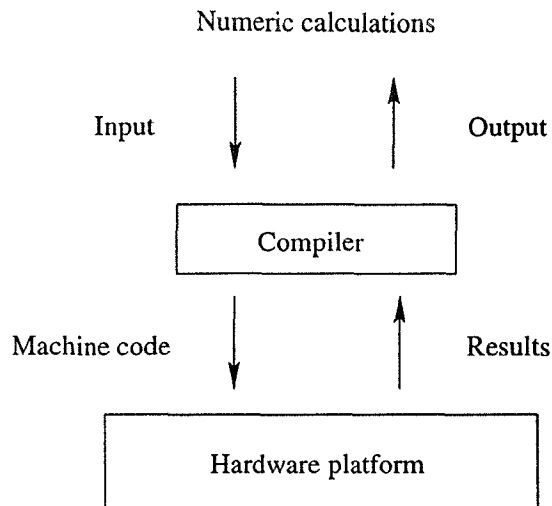 Numeric calculations
Input
Output
Compiler
Machine code
Results
Hardware platform